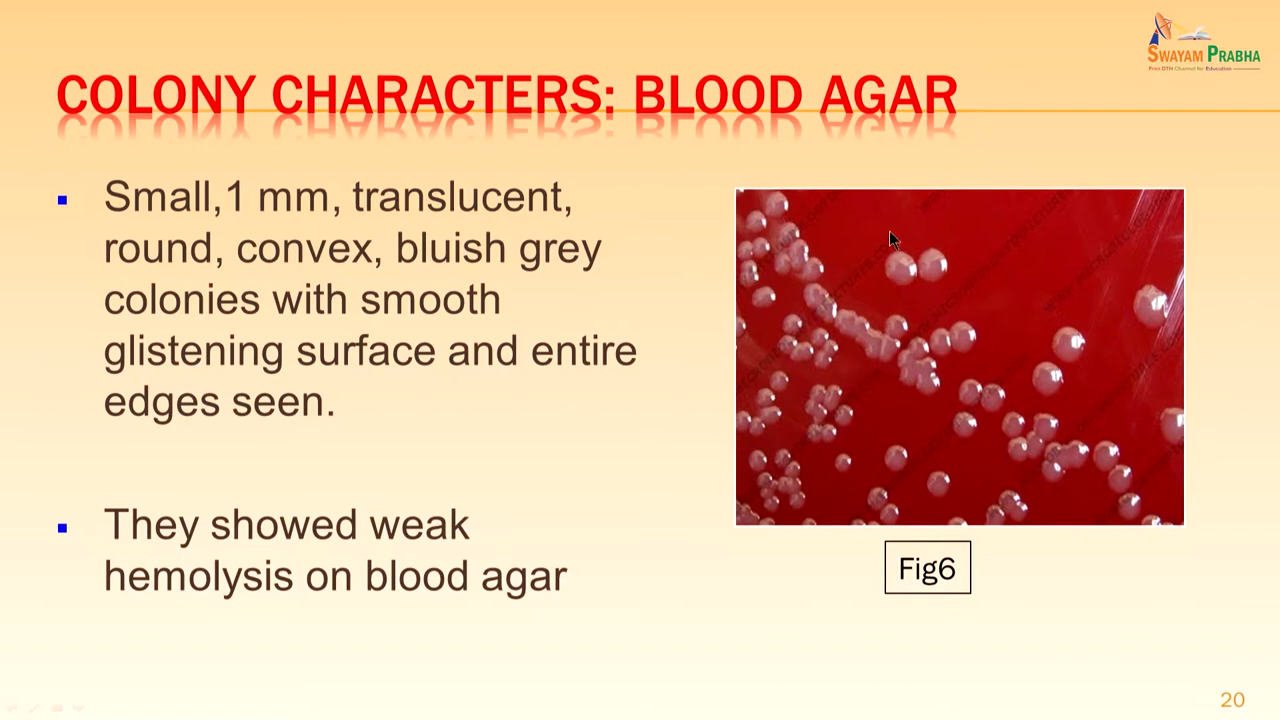 SWAYAM PRABHA
Free DTH Channel for Education
COLONY CHARACTERS: BLOOD AGAR
Small,1 mm, translucent,
round, convex, bluish grey
colonies with smooth
glistening surface and entire
edges seen.
They showed weak
hemolysis on blood agar
Fig6
20